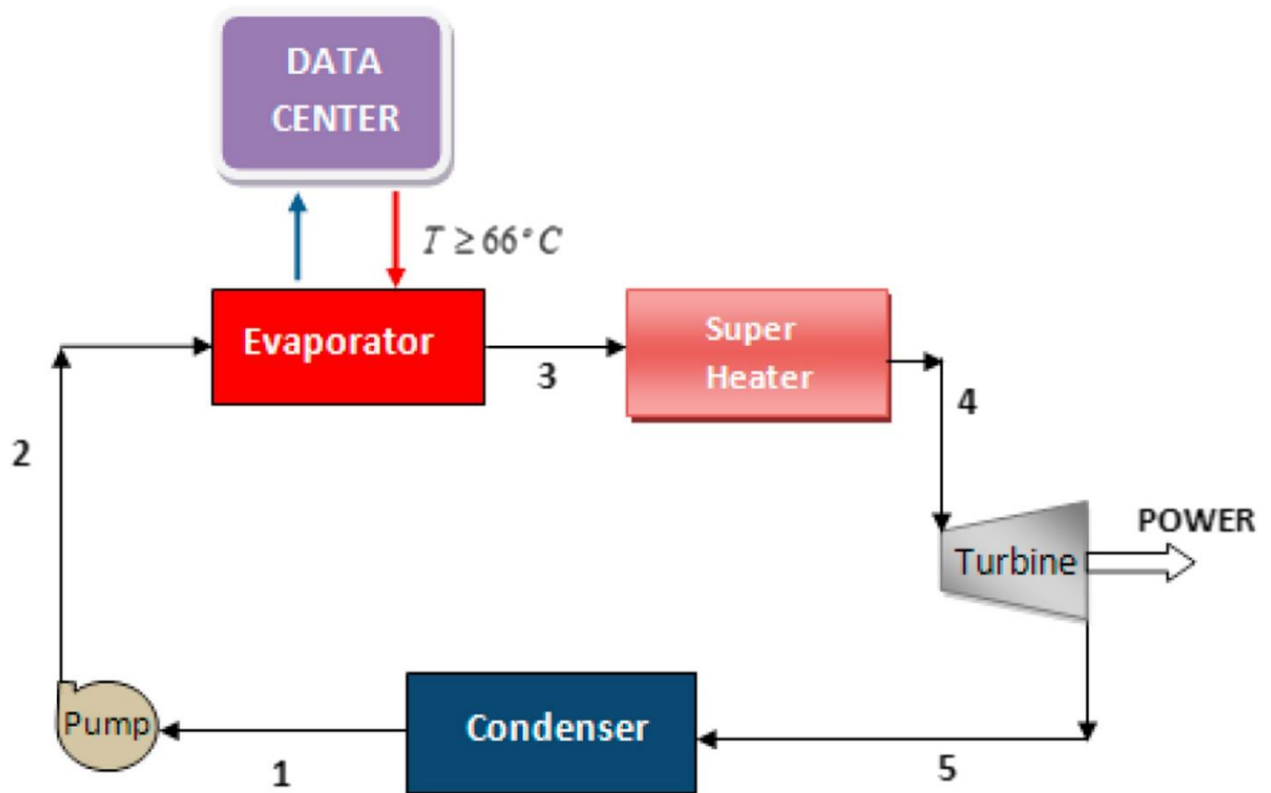 DATA
CENTER
T ≥ 66° C
Evaporator
3
Super
Heater
4
2
POWER
Turbine
Pump
Condenser
1
5